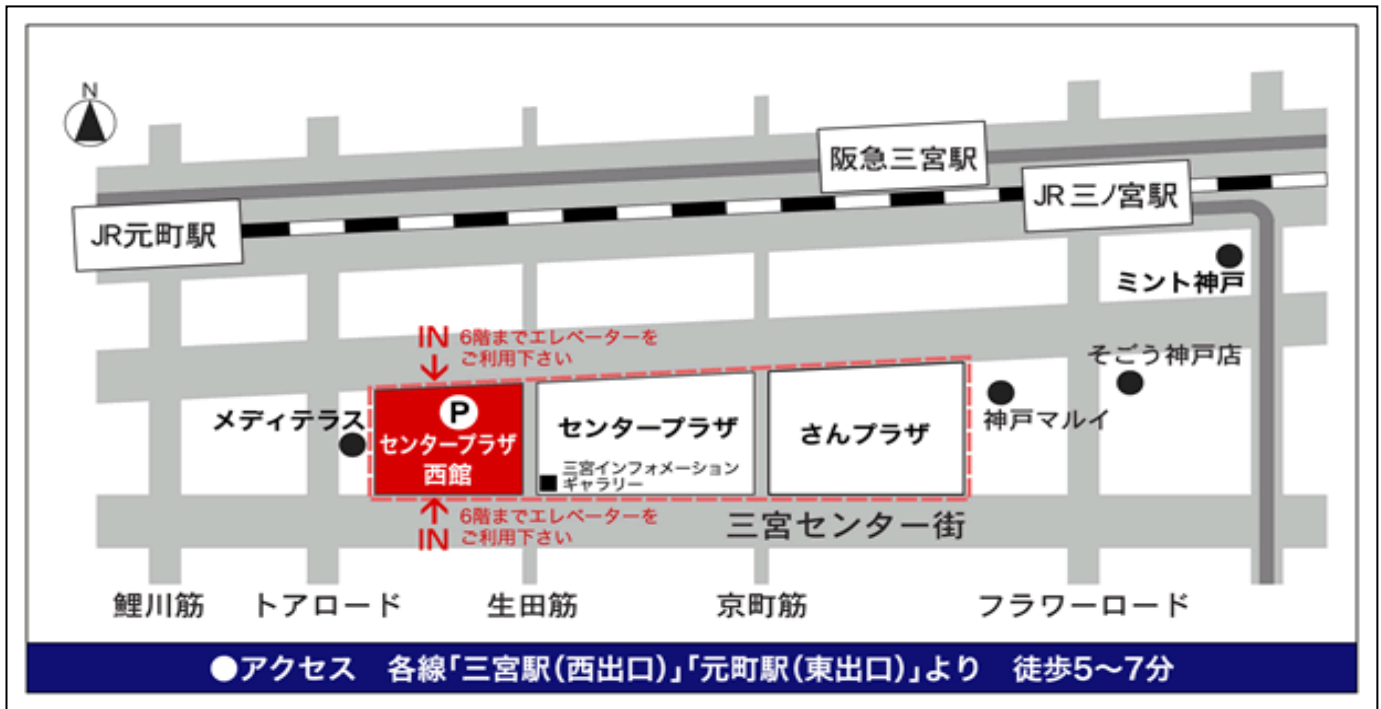 N
阪急三宮駅
JR三ノ宮駅
JR元町駅
ミント神戸
IN 6階までエレベーターを
ご利用下さい
そごう神戸店
メディテラス
P
センタープラザ
西館
センタープラザ
三宮インフォメーション
ギャラリー
さんプラザ
神戸マルイ
IN 6階までエレベーターを
ご利用下さい
三宮センター街
鯉川筋
トアロード
生田筋
京町筋
フラワーロード
●アクセス 各線「三宮駅(西出口)」「元町駅(東出口)」より 徒歩5〜7分